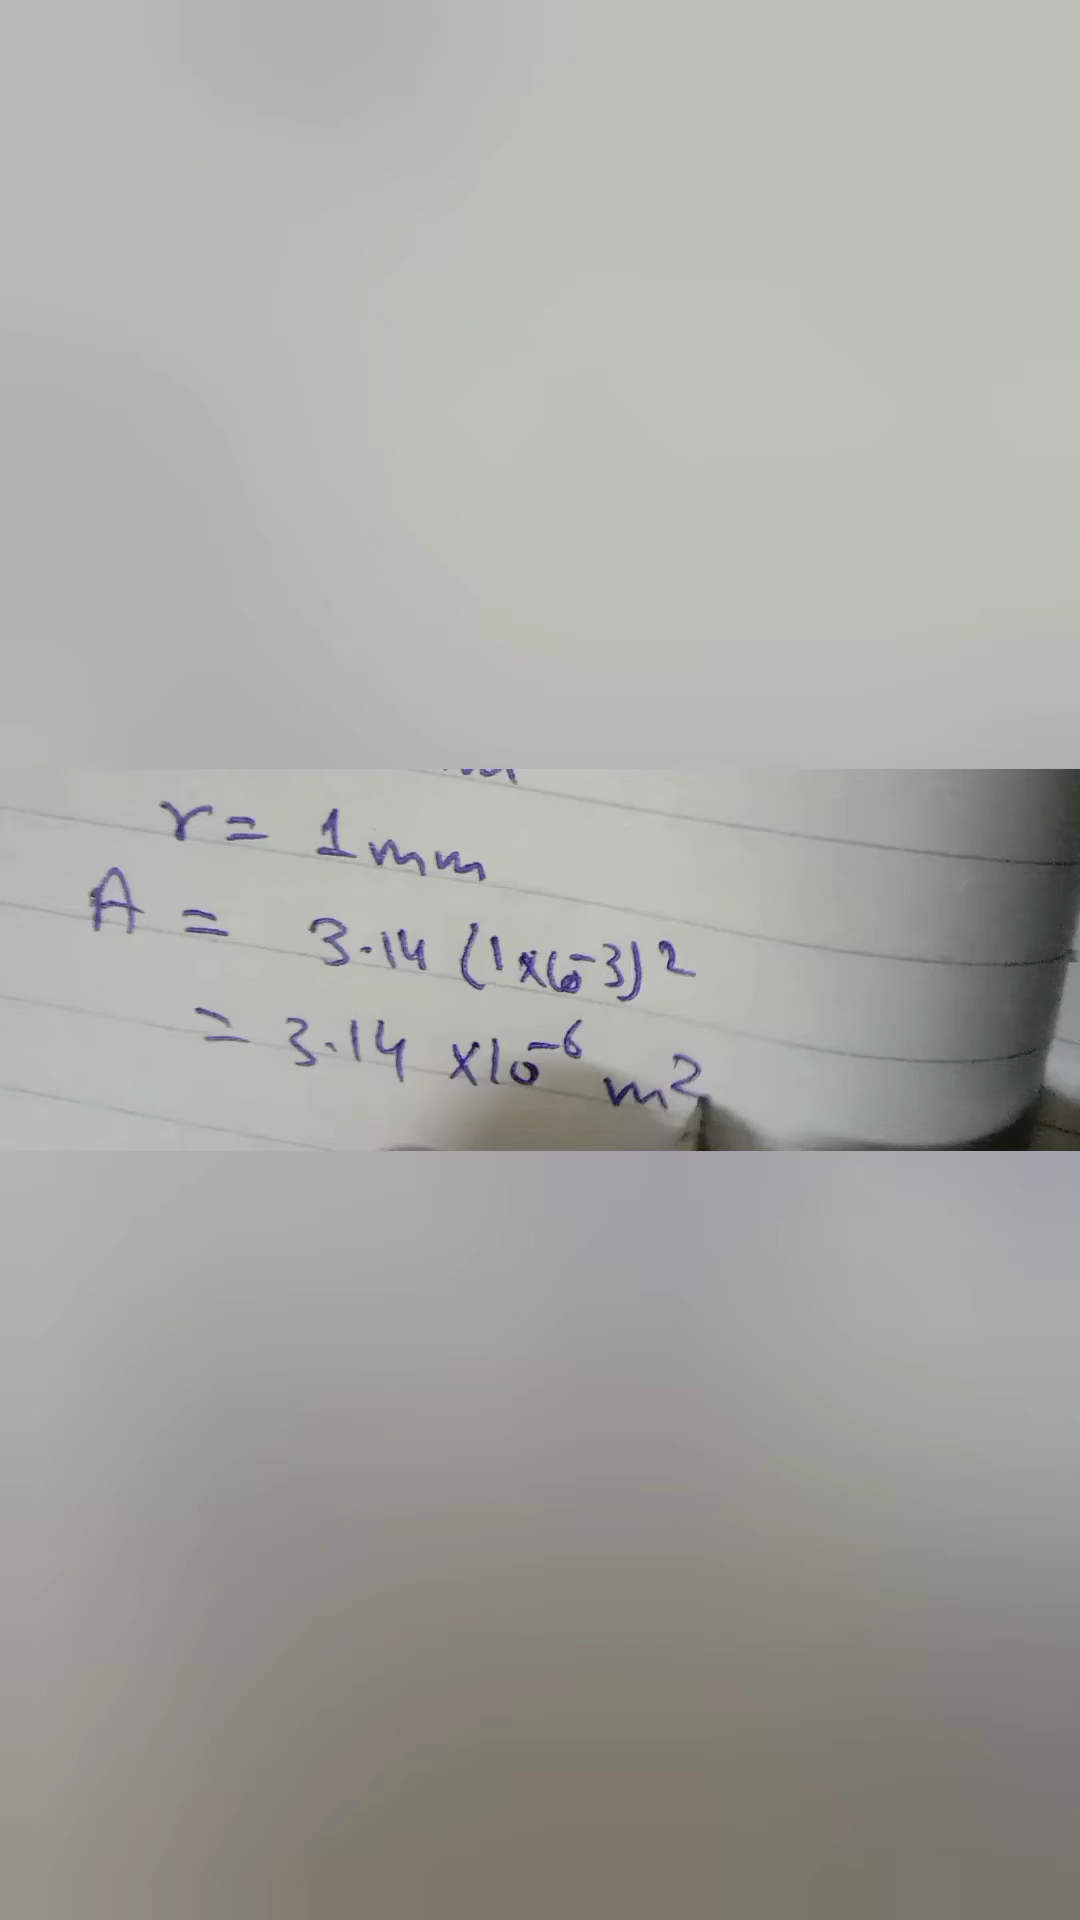 r = 1mm
A = 3.14 (1×10-3)²
= 3.14 ×10⁻⁶ m²